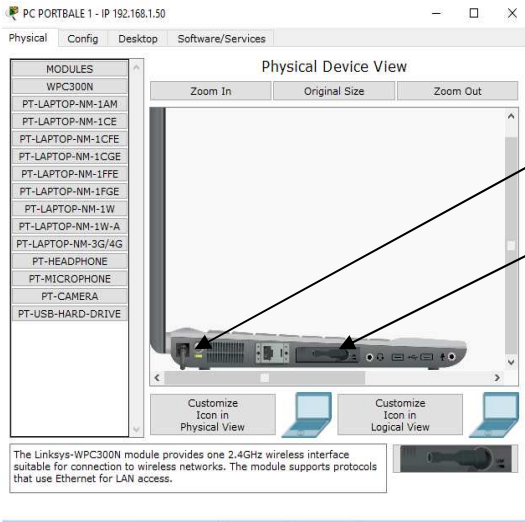 PC PORTBALE 1 - IP 192.168.1.50
Physical Config Desktop Software/Services
MODULES
WPC300N
PT-LAPTOP-NM-1AM
PT-LAPTOP-NM-1CE
PT-LAPTOP-NM-1CFE
PT-LAPTOP-NM-1CGE
PT-LAPTOP-NM-1FFE
PT-LAPTOP-NM-1FGE
PT-LAPTOP-NM-1W
PT-LAPTOP-NM-1W-A
PT-LAPTOP-NM-3G/4G
PT-HEADPHONE
PT-MICROPHONE
PT-CAMERA
PT-USB-HARD-DRIVE
Physical Device View
Zoom In Original Size Zoom Out
Customize
Icon in
Physical View
Customize
Icon in
Logical View
The Linksys-WPC300N module provides one 2.4GHz wireless interface
suitable for connection to wireless networks. The module supports protocols
that use Ethernet for LAN access.